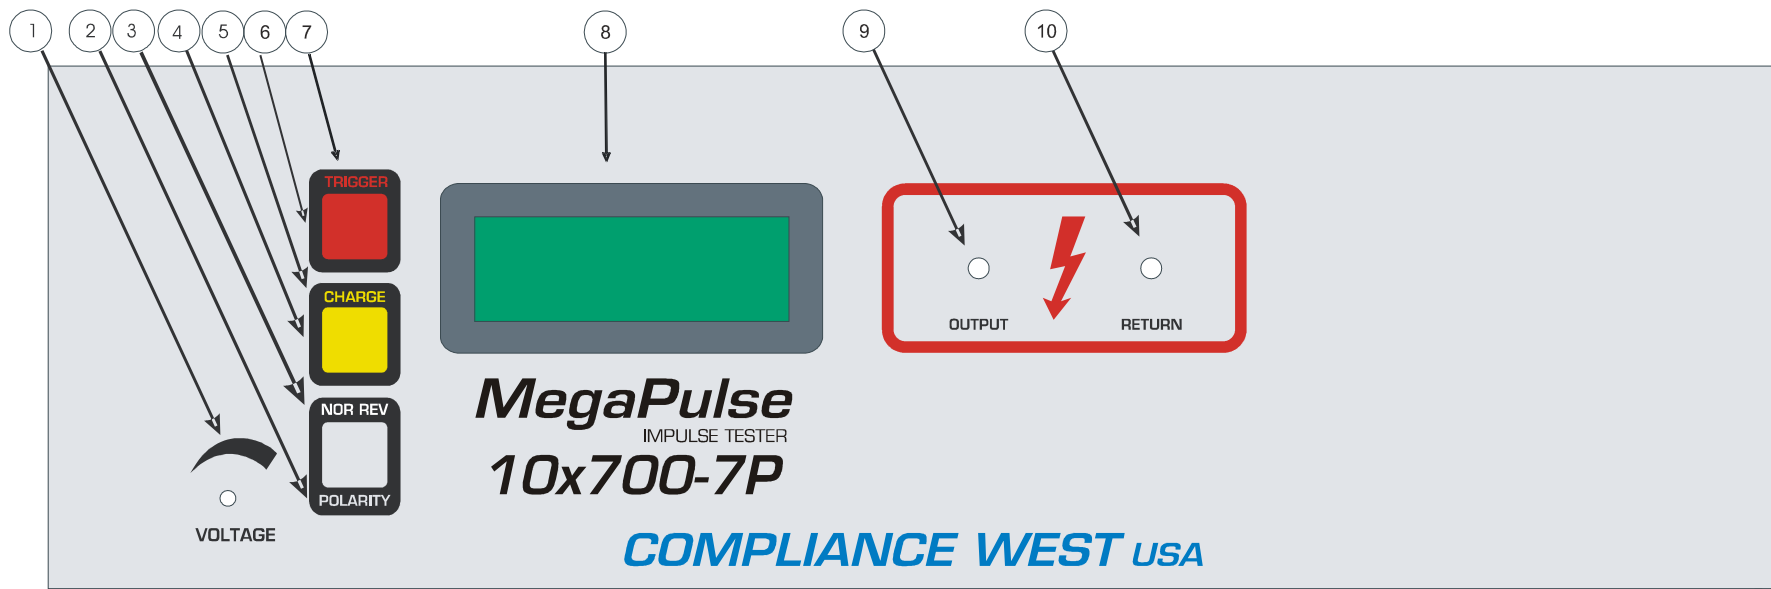 1 2 3 4 5 6 7 8 9 10
TRIGGER
CHARGE
NOR REV
POLARITY
VOLTAGE
OUTPUT
RETURN
MegaPulse
IMPULSE TESTER
10x700-7P
COMPLIANCE WEST USA